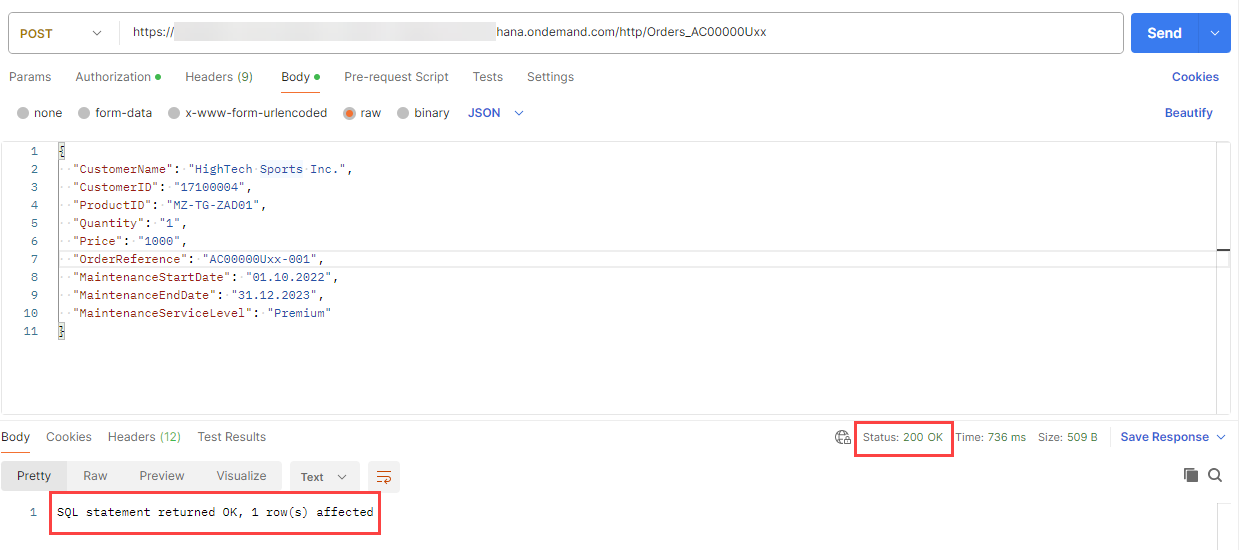 POST https:// hana.ondemand.com/http/Orders_AC00000Uxx Send
Params Authorization Headers (9) Body Pre-request Script Tests Settings Cookies
none form-data x-www-form-urlencoded raw binary JSON Beautify
1 {
2 "CustomerName": "HighTech Sports Inc.",
3 "CustomerID": "17100004",
4 "ProductID": "MZ-TG-ZAD01",
5 "Quantity": "1",
6 "Price": "1000",
7 "OrderReference": "AC00000Uxx-001",
8 "MaintenanceStartDate": "01.10.2022",
9 "MaintenanceEndDate": "31.12.2023",
10 "MaintenanceServiceLevel": "Premium"
11 }
Body Cookies Headers (12) Test Results Status: 200 OK Time: 736 ms Size: 509 B Save Response
Pretty Raw Preview Visualize Text
1 SQL statement returned OK, 1 row(s) affected